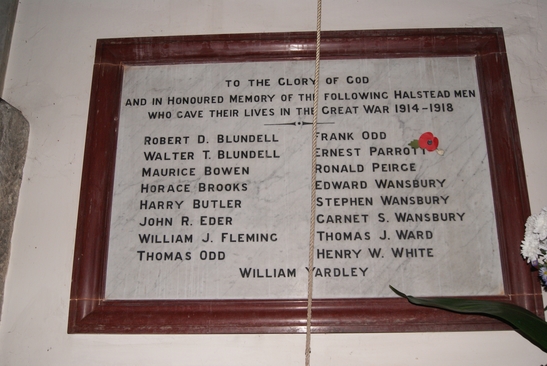 TO THE GLORY OF GOD
AND IN HONOURED MEMORY OF THE FOLLOWING HALSTEAD MEN
WHO GAVE THEIR LIVES IN THE GREAT WAR 1914-1918
ROBERT D. BLUNDELL
WALTER T. BLUNDELL
MAURICE BOWEN
HORACE BROOKS
HARRY BUTLER
JOHN R. EDER
WILLIAM J. FLEMING
THOMAS ODD
FRANK ODD
ERNEST PARROTT
RONALD PEIRCE
EDWARD WANSBURY
STEPHEN WANSBURY
GARNET S. WANSBURY
THOMAS J. WARD
HENRY W. WHITE
WILLIAM YARDLEY